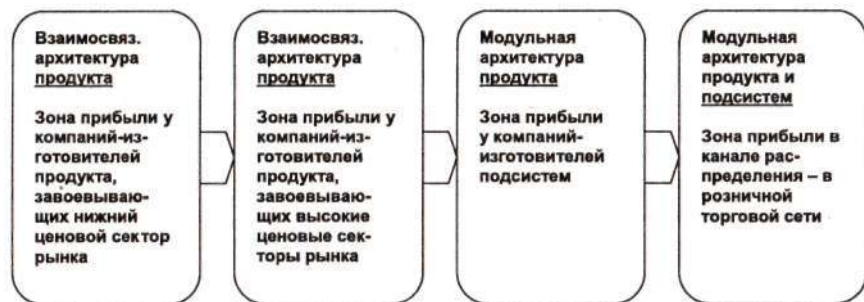 Взаимосвяз.
архитектура
продукта
Зона прибыли у
компаний-из-
готовителей
продукта,
завоевываю-
щих нижний
ценовой сектор
рынка
Взаимосвяз.
архитектура
продукта
Зона прибыли у
компаний-из-
готовителей
продукта,
завоевываю-
щих высокие
ценовые сек-
торы рынка
Модульная
архитектура
продукта
Зона прибыли
у компаний-
изготовителей
подсистем
Модульная
архитектура
продукта и
подсистем
Зона прибыли в
канале рас-
пределения – в
розничной
торговой сети